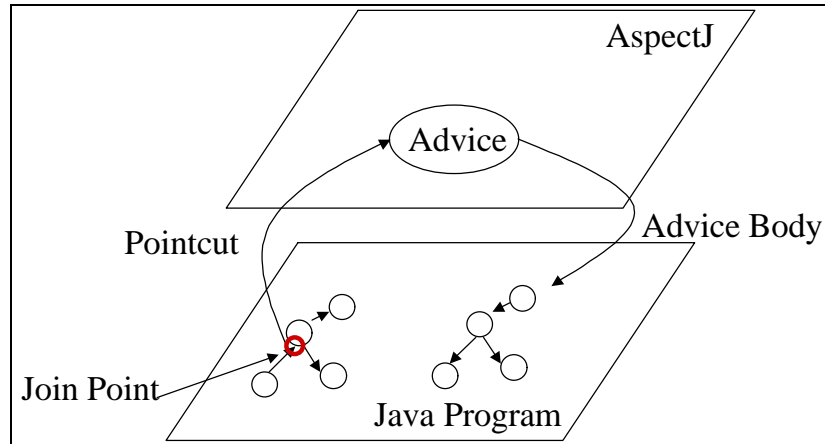 AspectJ
Advice
Pointcut
Advice Body
Join Point
Java Program